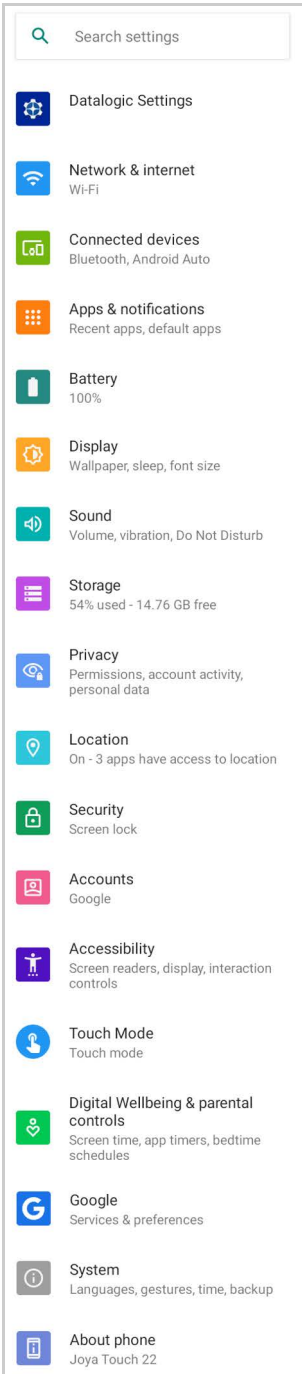 Search settings
Datalogic Settings
Network & internet
Wi-Fi
Connected devices
Bluetooth, Android Auto
Apps & notifications
Recent apps, default apps
Battery
100%
Display
Wallpaper, sleep, font size
Sound
Volume, vibration, Do Not Disturb
Storage
54% used - 14.76 GB free
Privacy
Permissions, account activity,
personal data
Location
On - 3 apps have access to location
Security
Screen lock
Accounts
Google
Accessibility
Screen readers, display, interaction
controls
Touch Mode
Touch mode
Digital Wellbeing & parental
controls
Screen time, app timers, bedtime
schedules
Google
Services & preferences
System
Languages, gestures, time, backup
About phone
Joya Touch 22